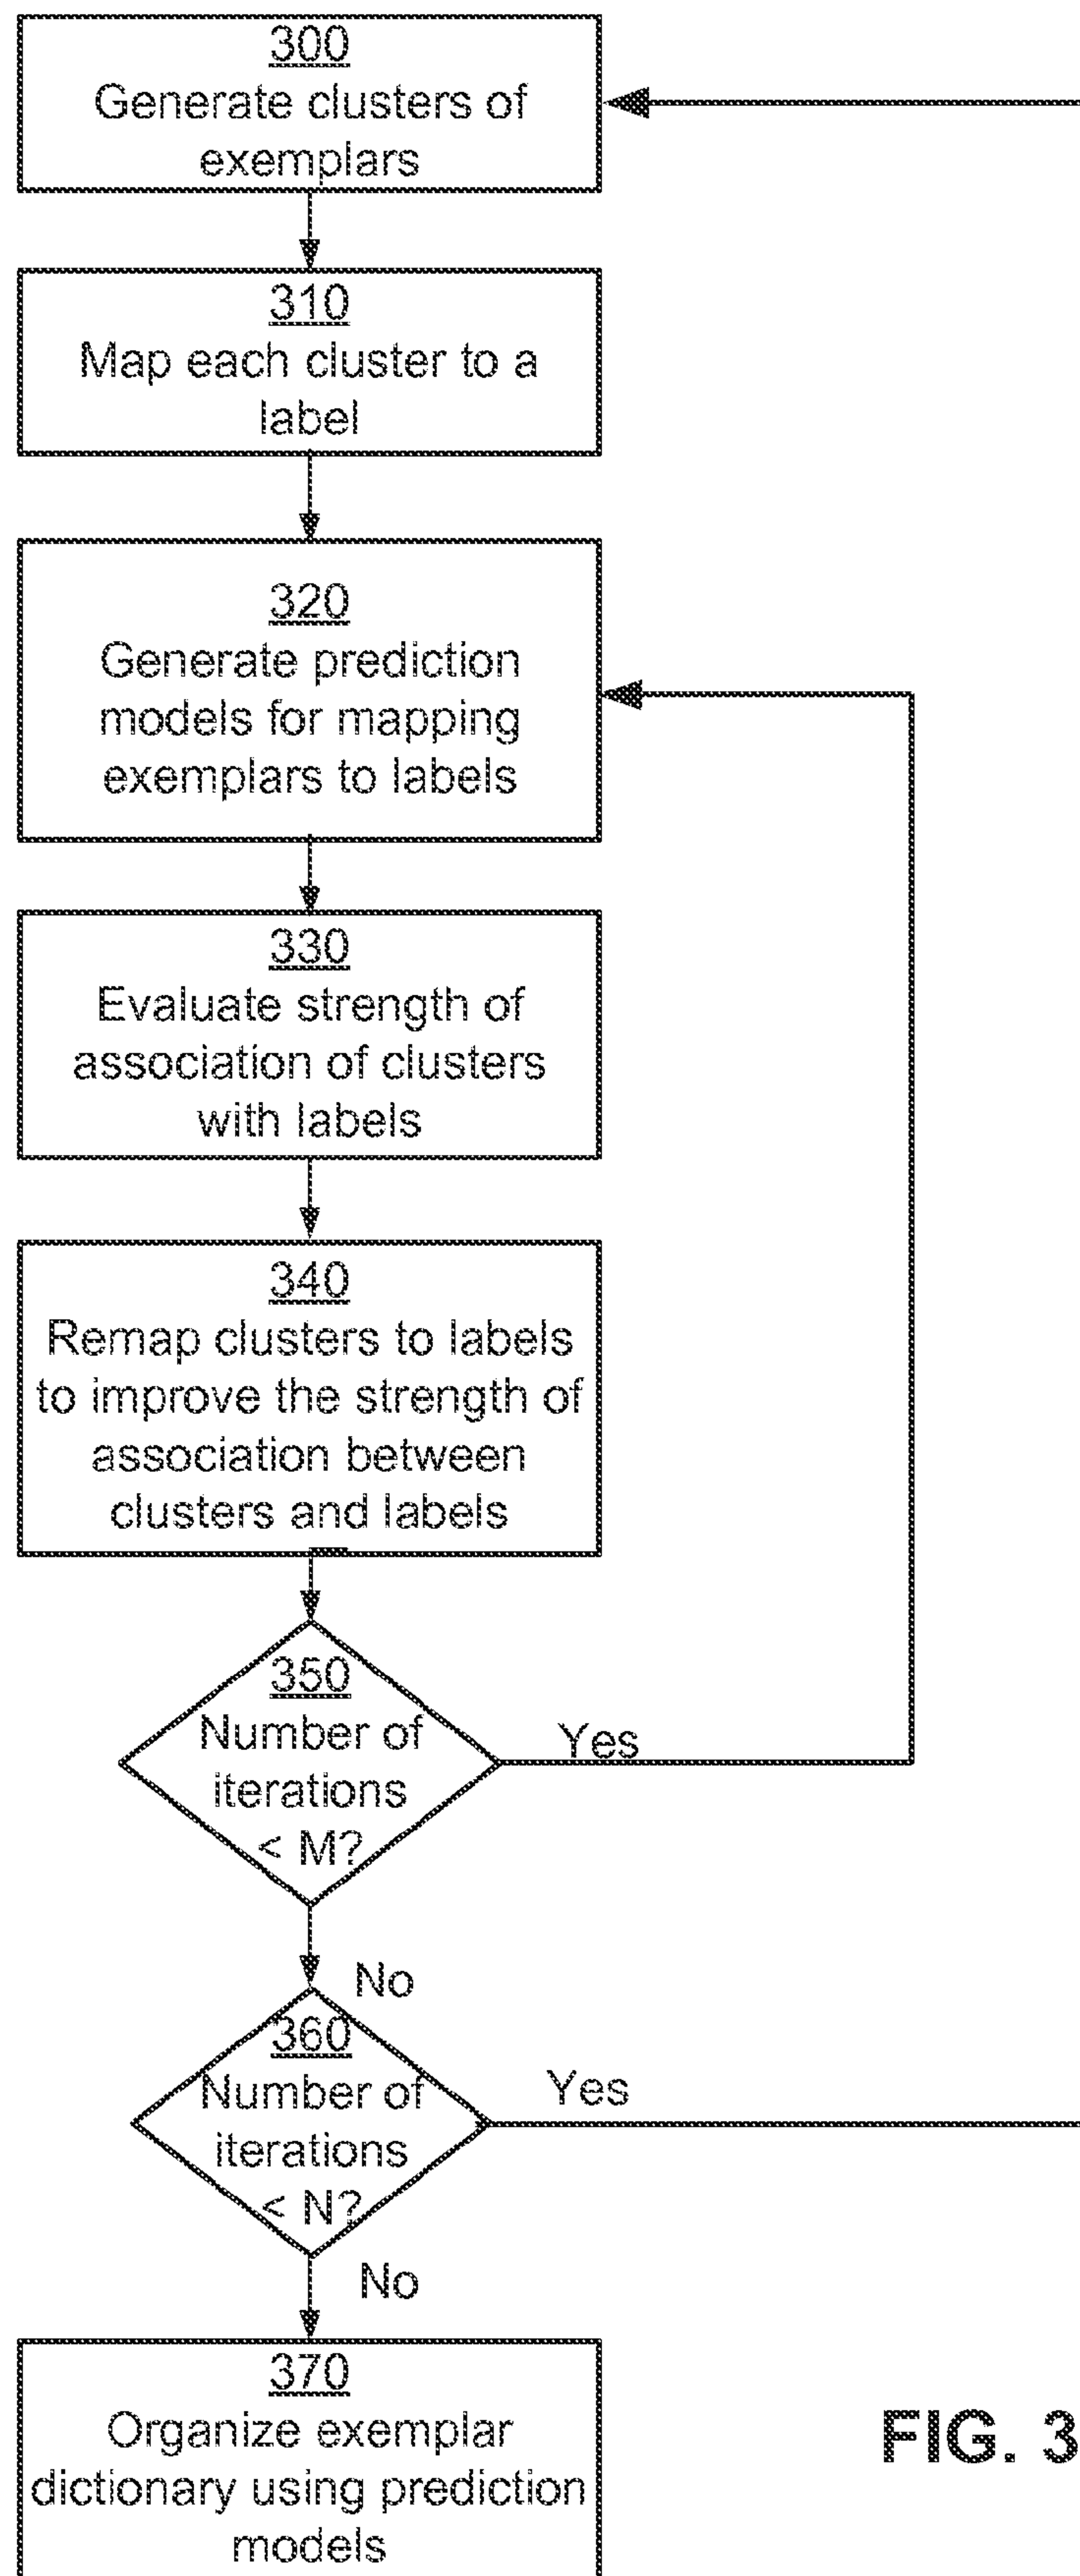 300
Generate clusters of
exemplars
310
Map each cluster to a
label
320
Generate prediction
models for mapping
exemplars to labels
330
Evaluate strength of
association of clusters
with labels
340
Remap clusters to labels
to improve the strength of
association between
clusters and labels
350
Number of
iterations
< M?
Yes
No
360
Number of
iterations
< N?
Yes
No
370
Organize exemplar
dictionary using prediction
models
FIG. 3